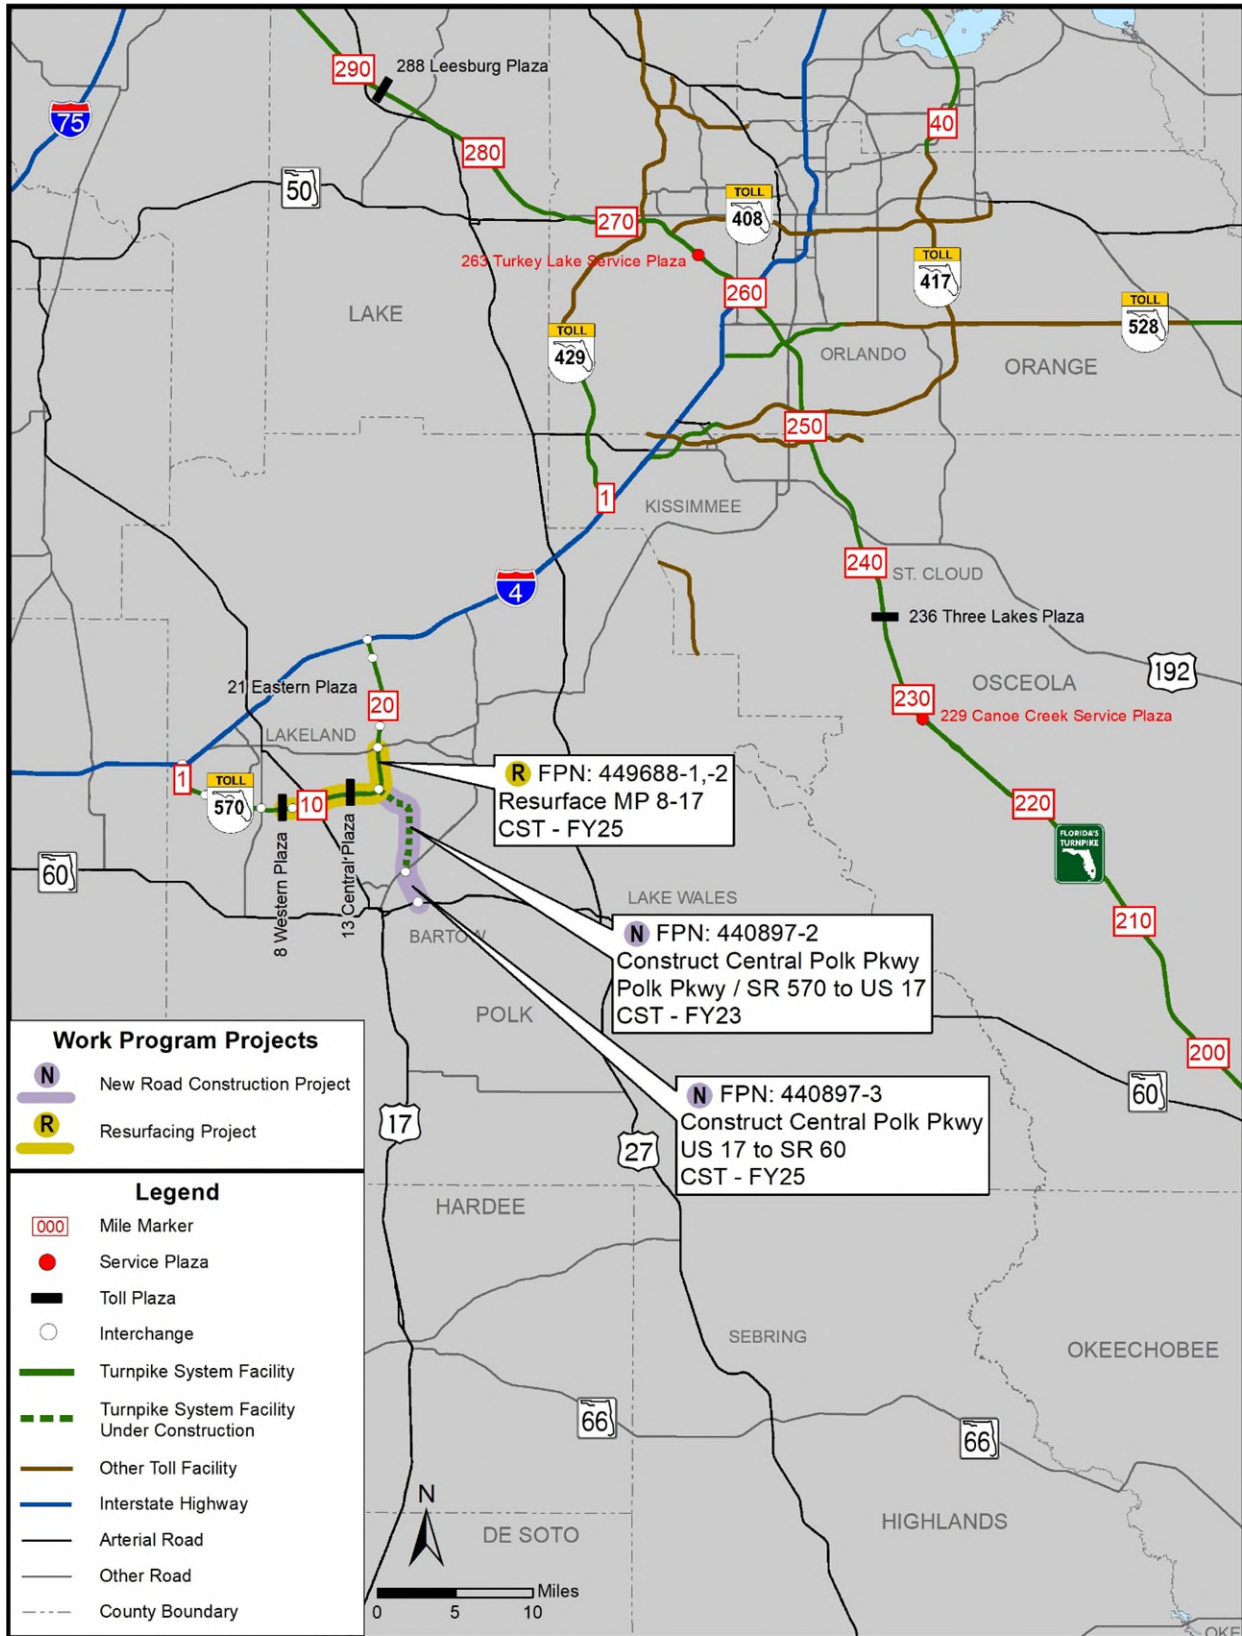 290
288 Leesburg Plaza
75
280
40
50
270
TOLL
408
263 Turkey Lake Service Plaza
260
TOLL
417
LAKE
TOLL
429
TOLL
528
ORLANDO
ORANGE
250
1
KISSIMMEE
240
ST. CLOUD
4
236 Three Lakes Plaza
192
OSCEOLA
21 Eastern Plaza
20
230
229 Canoe Creek Service Plaza
LAKELAND
1
TOLL
570
10
R FPN: 449688-1,-2
Resurface MP 8-17
CST - FY25
220
FLORIDA'S
TURNPIKE
60
8 Western Plaza
13 Central Plaza
LAKE WALES
210
BARTOW
N FPN: 440897-2
Construct Central Polk Pkwy
Polk Pkwy / SR 570 to US 17
CST - FY23
POLK
200
60
N FPN: 440897-3
Construct Central Polk Pkwy
US 17 to SR 60
CST - FY25
17
27
HARDEE
SEBRING
OKEECHOBEE
66
66
HIGHLANDS
DE SOTO
OKE
Work Program Projects
N New Road Construction Project
R Resurfacing Project
Legend
000 Mile Marker
Service Plaza
Toll Plaza
Interchange
Turnpike System Facility
Turnpike System Facility
Under Construction
Other Toll Facility
Interstate Highway
Arterial Road
Other Road
County Boundary
N
Miles
0 5 10